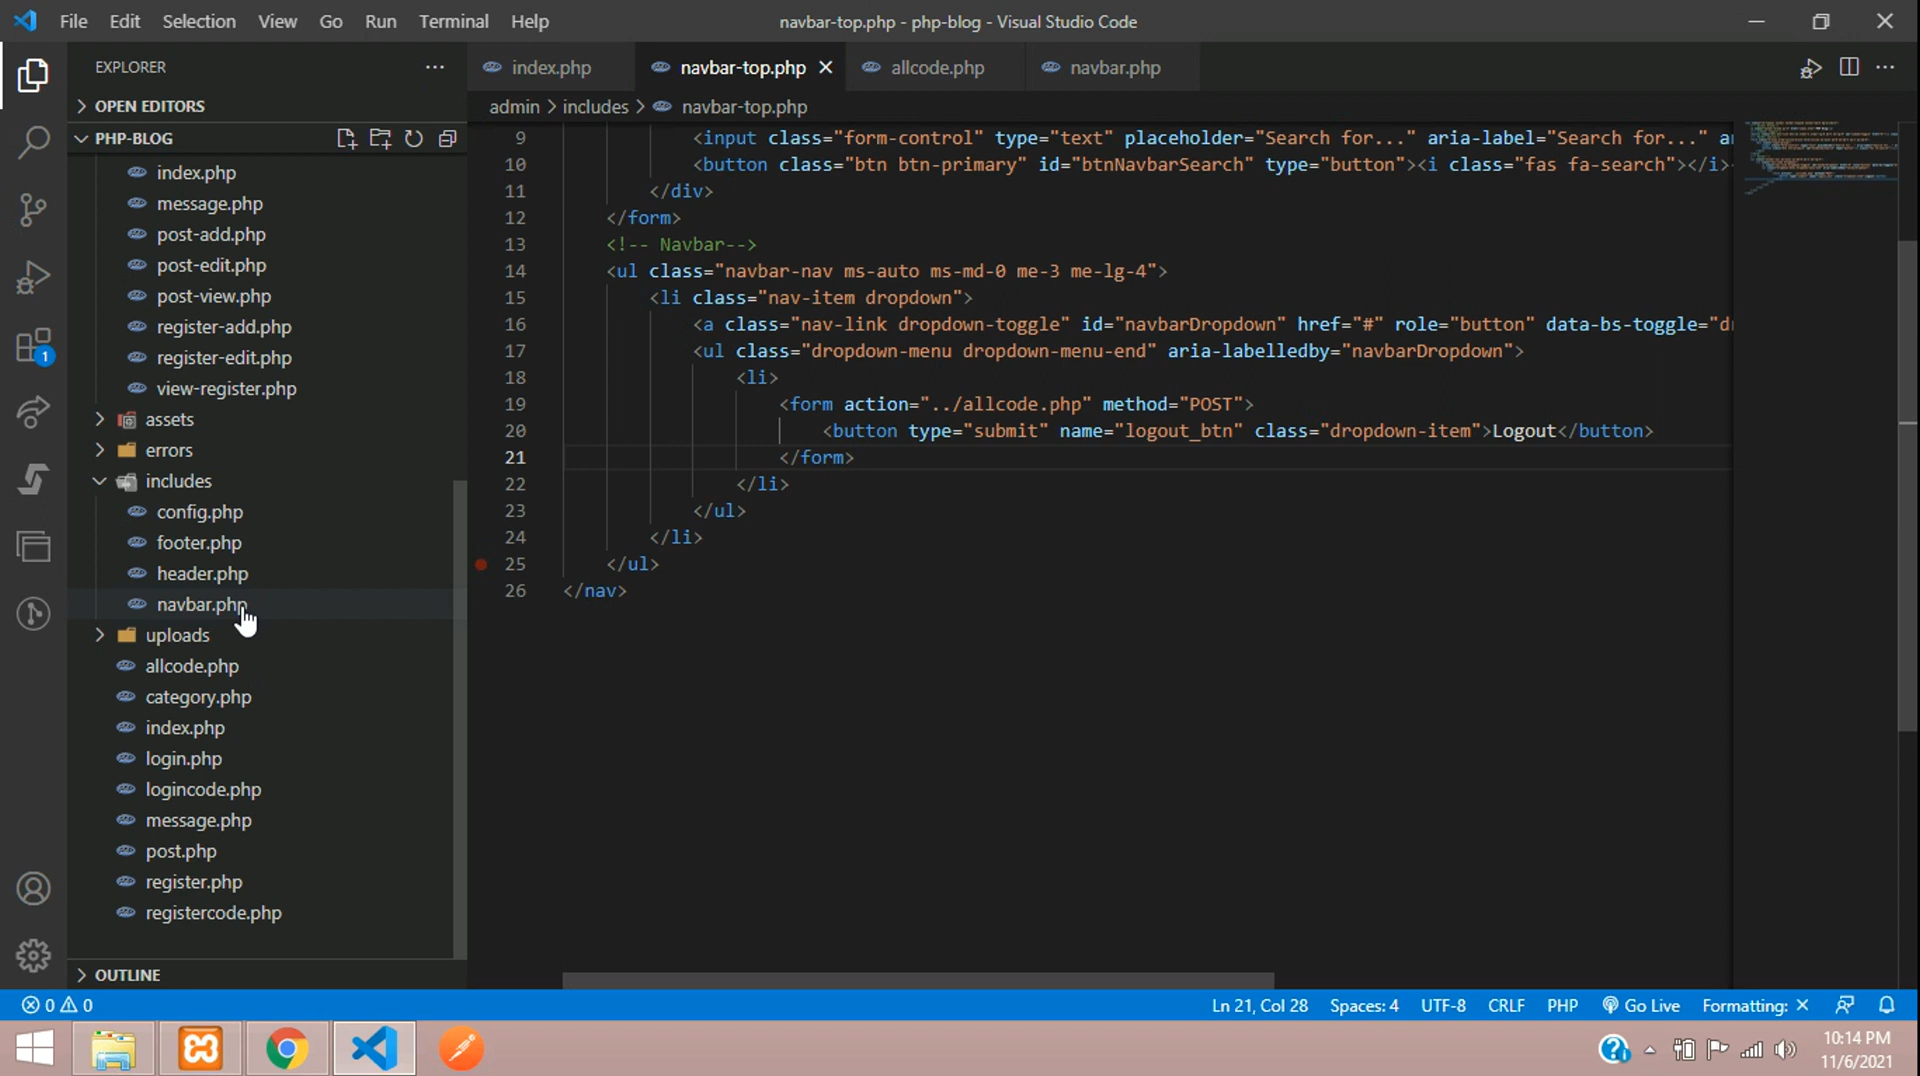 File Edit Selection View Go Run Terminal Help
navbar-top.php - php-blog - Visual Studio Code
EXPLORER
OPEN EDITORS
PHP-BLOG
index.php
message.php
post-add.php
post-edit.php
post-view.php
register-add.php
register-edit.php
view-register.php
assets
errors
includes
config.php
footer.php
header.php
navbar.php
uploads
allcode.php
category.php
index.php
login.php
logincode.php
message.php
post.php
register.php
registercode.php
OUTLINE
1
index.php navbar-top.php allcode.php navbar.php
admin > includes > navbar-top.php
9 <input class="form-control" type="text" placeholder="Search for..." aria-label="Search for..." ar
10 <button class="btn btn-primary" id="btnNavbarSearch" type="button"><i class="fas fa-search"></i>
11 </div>
12 </form>
13 <!-- Navbar-->
14 <ul class="navbar-nav ms-auto ms-md-0 me-3 me-lg-4">
15 <li class="nav-item dropdown">
16 <a class="nav-link dropdown-toggle" id="navbarDropdown" href="#" role="button" data-bs-toggle="d
17 <ul class="dropdown-menu dropdown-menu-end" aria-labelledby="navbarDropdown">
18 <li>
19 <form action="../allcode.php" method="POST">
20 <button type="submit" name="logout_btn" class="dropdown-item">Logout</button>
21 </form>
22 </li>
23 </ul>
24 </li>
25 </ul>
26 </nav>
0 0
Ln 21, Col 28 Spaces: 4 UTF-8 CRLF PHP Go Live Formatting: ×
10:14 PM
11/6/2021